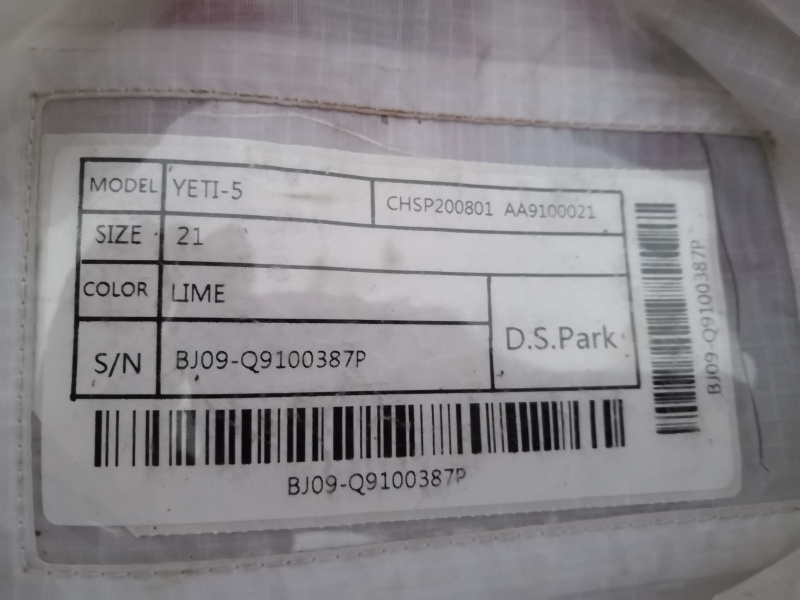 MODEL YETI-5 CHSP200801 AA9100021
SIZE 21
COLOR LIME
S/N BJ09-Q9100387P D.S.Park
BJ09-Q9100387P
BJ09-Q9100387P